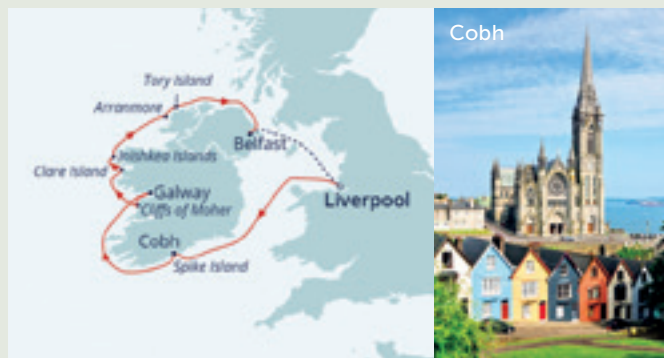 Tory Island
Arranmore
Belfast
Inishkea Islands
Clare Island
Galway
Liverpool
Cliffs of Moher
Cobh
Spike Island
Cobh